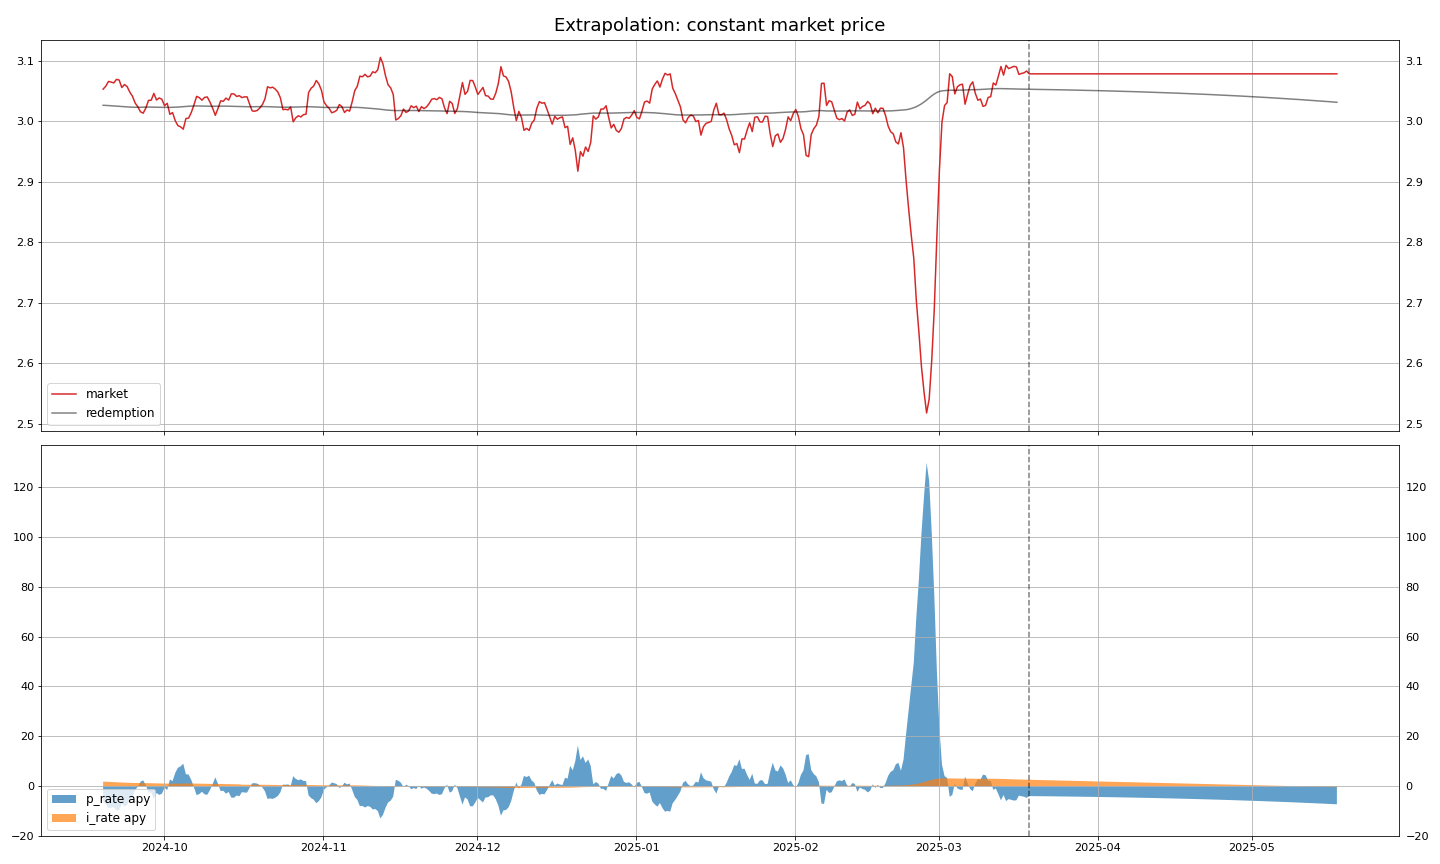 Extrapolation: constant market price
3.1 3.1
3.0 3.0
2.9 2.9
2.8 2.8
2.7 2.7
2.6 2.6
2.5 2.5
market
redemption
120 120
100 100
80 80
60 60
40 40
20 20
0 0
−20 −20
p_rate apy
i_rate apy
2024-10 2024-11 2024-12 2025-01 2025-02 2025-03 2025-04 2025-05